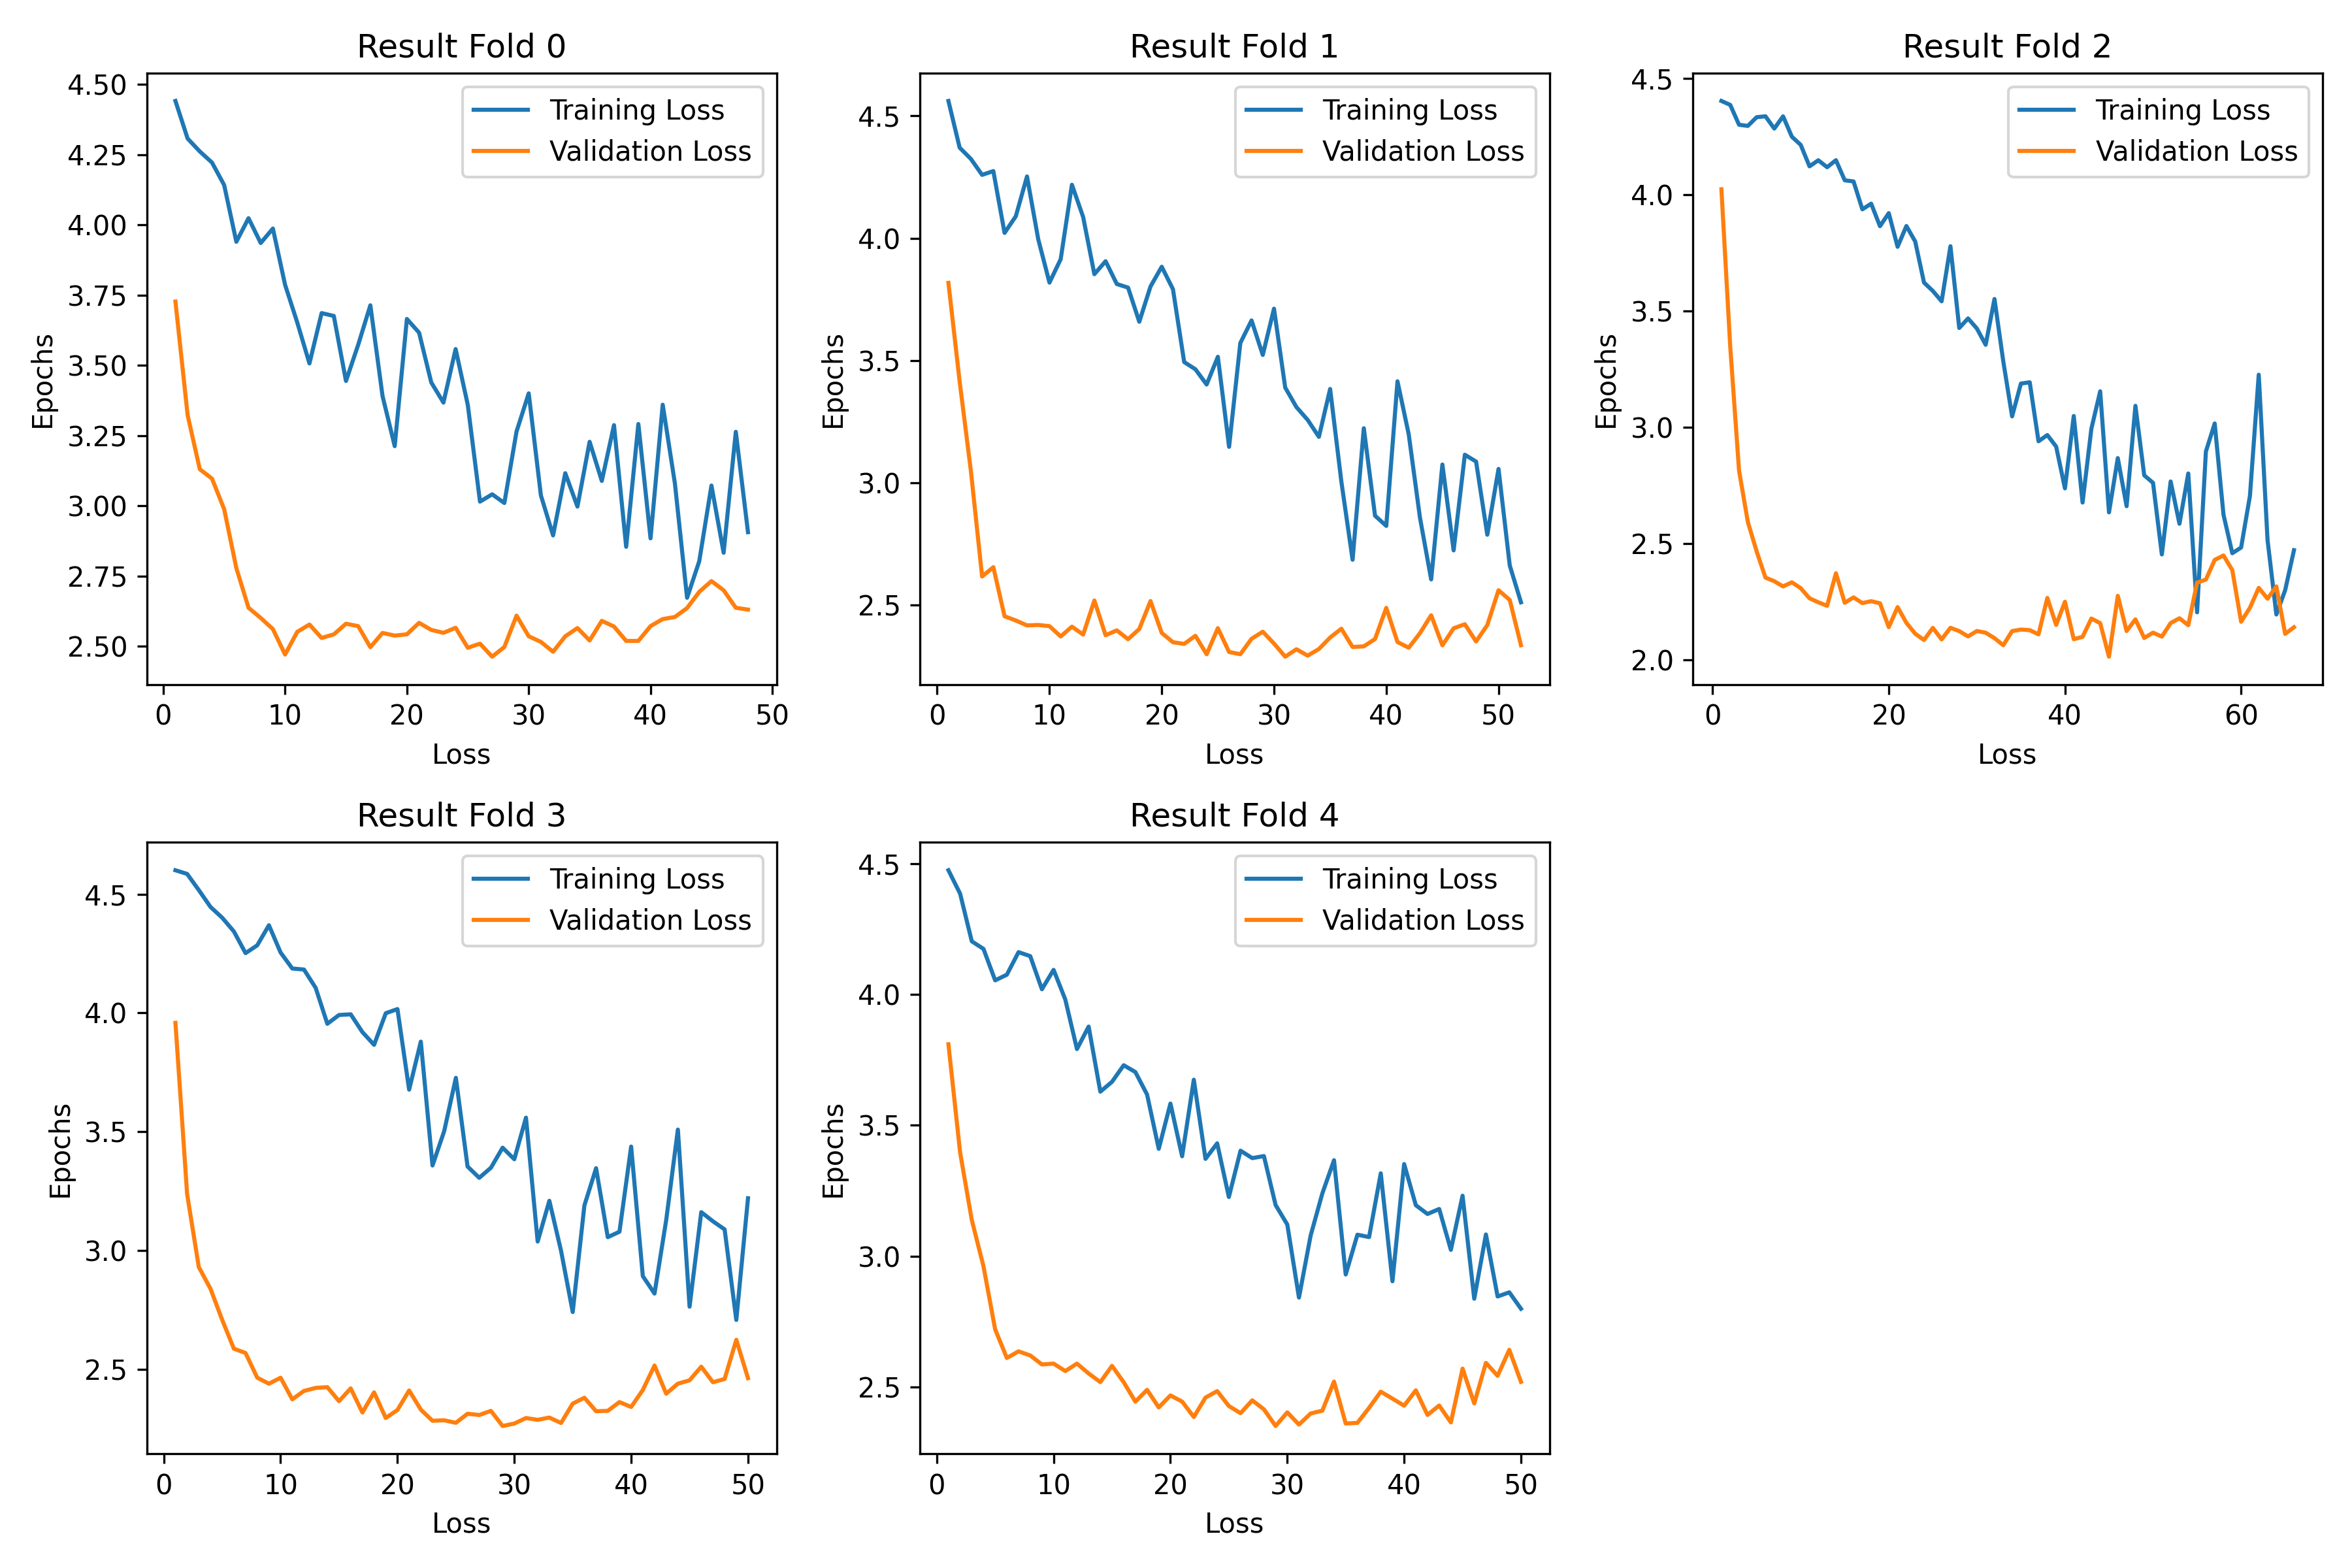 Result Fold 0
4.50
4.25
4.00
3.75
3.50
3.25
3.00
2.75
2.50
Epochs
Training Loss
Validation Loss
0 10 20 30 40 50
Loss
Result Fold 1
4.5
4.0
3.5
3.0
2.5
Epochs
Training Loss
Validation Loss
0 10 20 30 40 50
Loss
Result Fold 2
4.5
4.0
3.5
3.0
2.5
2.0
Epochs
Training Loss
Validation Loss
0 20 40 60
Loss
Result Fold 3
4.5
4.0
3.5
3.0
2.5
Epochs
Training Loss
Validation Loss
0 10 20 30 40 50
Loss
Result Fold 4
4.5
4.0
3.5
3.0
2.5
Epochs
Training Loss
Validation Loss
0 10 20 30 40 50
Loss